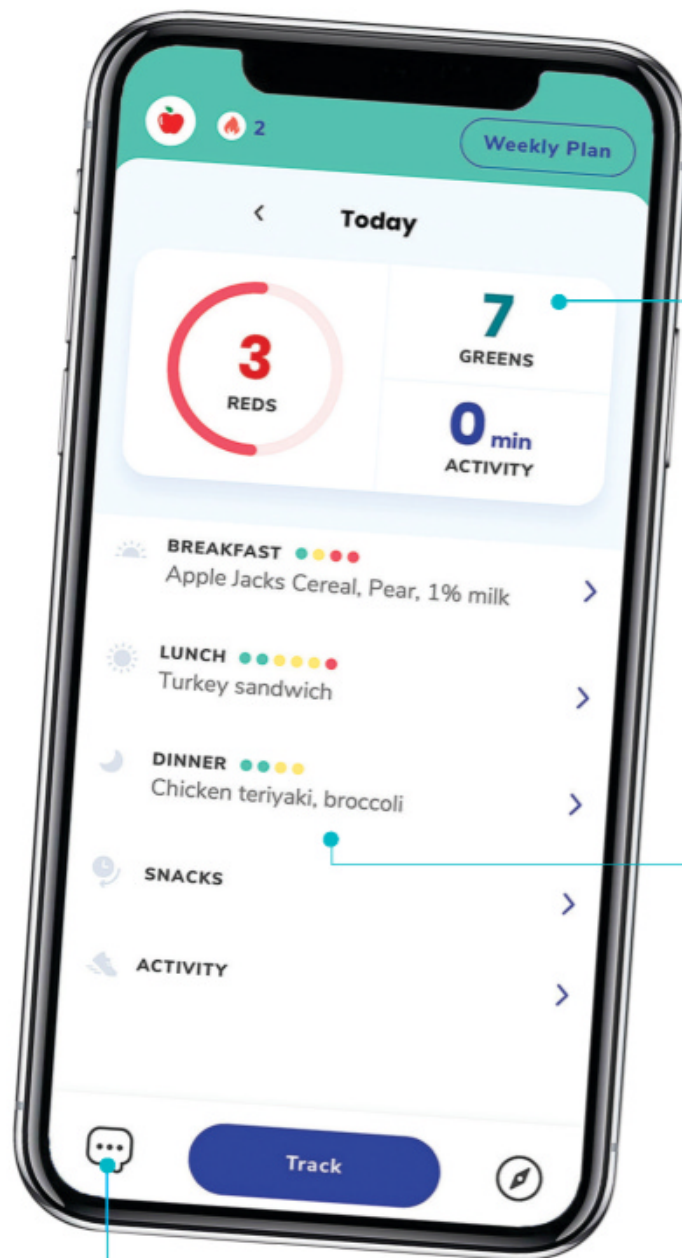 2
Weekly Plan
Today
3
REDS
7
GREENS
0 min
ACTIVITY
BREAKFAST
Apple Jacks Cereal, Pear, 1% milk
LUNCH
Turkey sandwich
DINNER
Chicken teriyaki, broccoli
SNACKS
ACTIVITY
Track